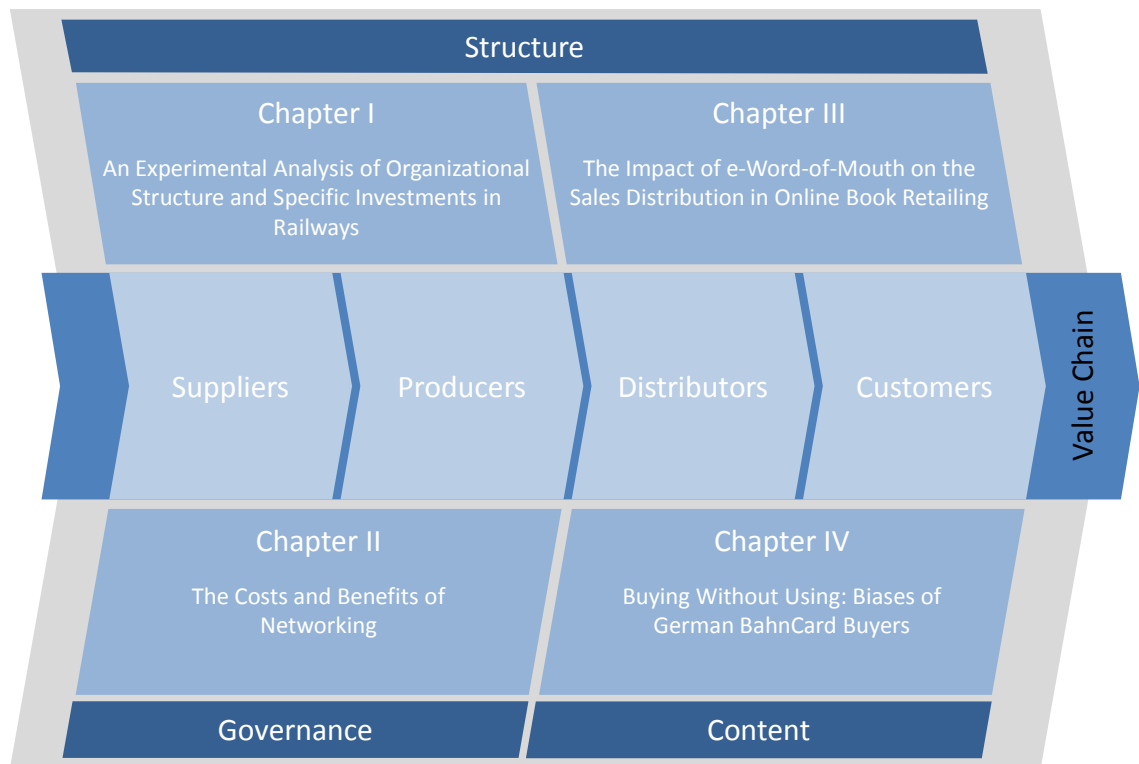 Structure
Chapter I
An Experimental Analysis of Organizational
Structure and Specific Investments in
Railways
Chapter III
The Impact of e-Word-of-Mouth on the
Sales Distribution in Online Book Retailing
Suppliers
Producers
Distributors
Customers
Value Chain
Chapter II
The Costs and Benefits of
Networking
Chapter IV
Buying Without Using: Biases of
German BahnCard Buyers
Governance
Content